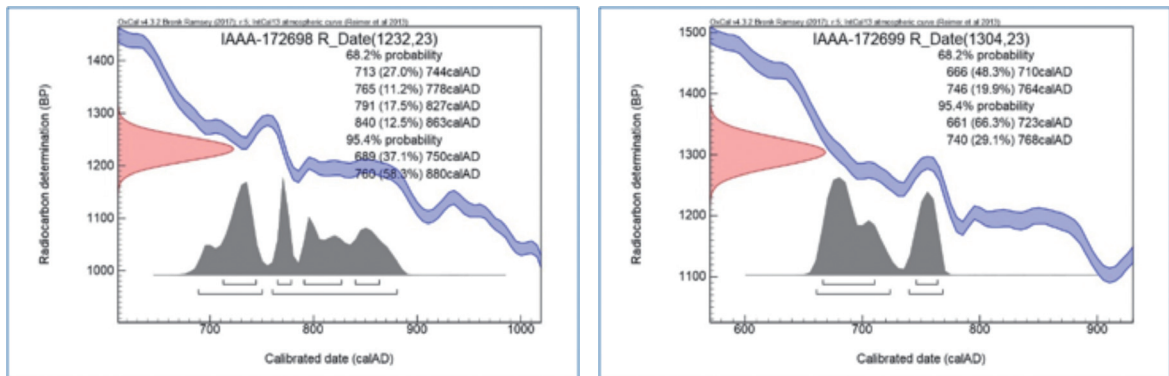 OxCal v4.3.2 Bronk Ramsey (2017); r:5; IntCal13 atmospheric curve (Reimer et al 2013)
IAAA-172698 R_Date(1232,23)
68.2% probability
713 (27.0%) 744calAD
765 (11.2%) 778calAD
791 (17.5%) 827calAD
840 (12.5%) 863calAD
95.4% probability
689 (37.1%) 750calAD
760 (58.3%) 880calAD
Radiocarbon determination (BP)
1400
1300
1200
1100
1000
700
800
900
1000
Calibrated date (calAD)
OxCal v4.3.2 Bronk Ramsey (2017); r:5; IntCal13 atmospheric curve (Reimer et al 2013)
IAAA-172699 R_Date(1304,23)
68.2% probability
666 (48.3%) 710calAD
746 (19.9%) 764calAD
95.4% probability
661 (66.3%) 723calAD
740 (29.1%) 768calAD
Radiocarbon determination (BP)
1500
1400
1300
1200
1100
600
700
800
900
Calibrated date (calAD)